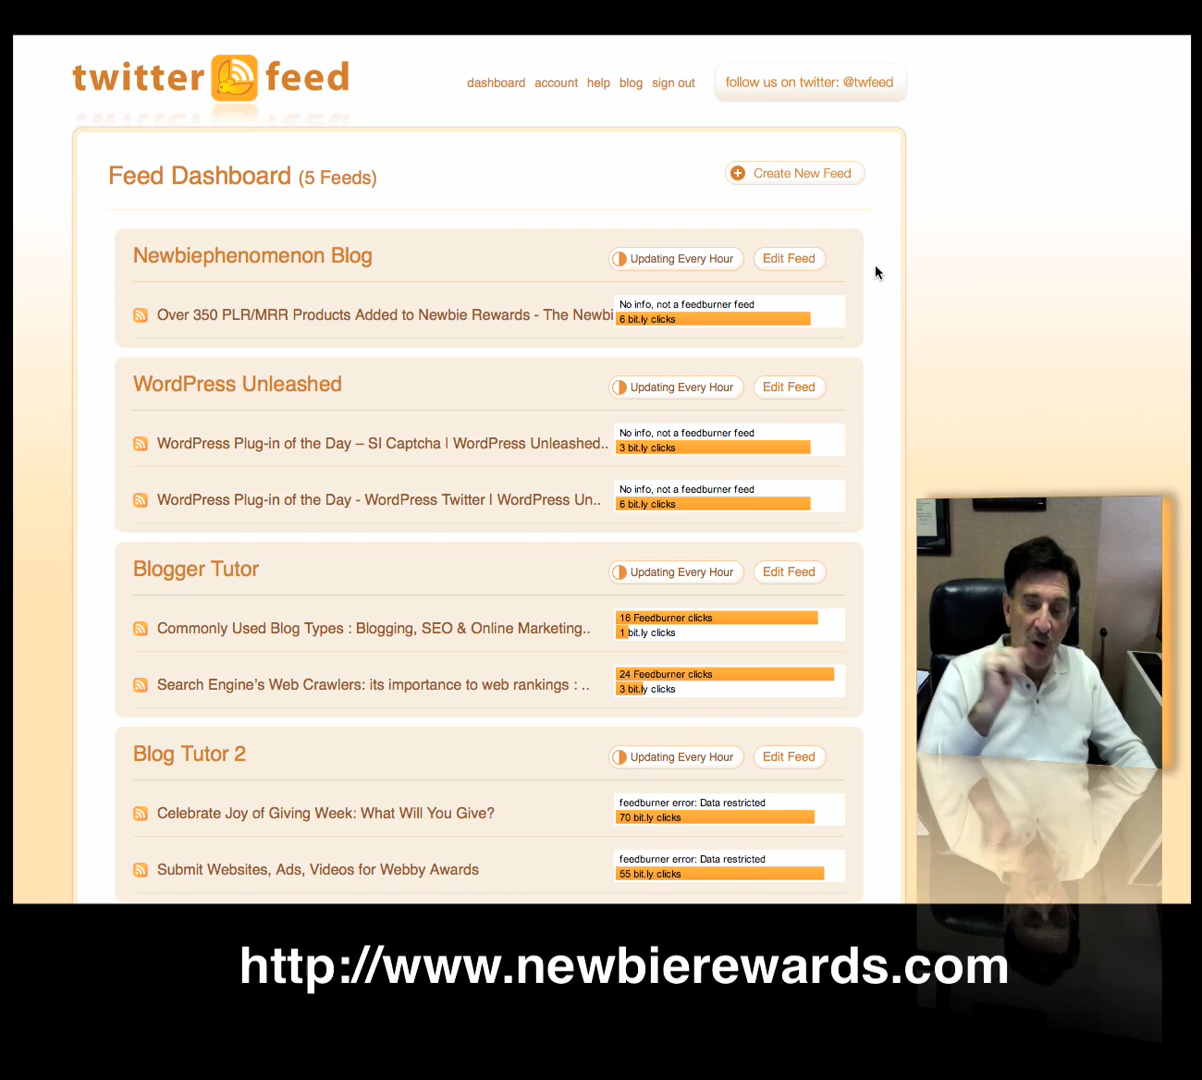 twitter feed
dashboard account help blog sign out follow us on twitter: @twfeed
Feed Dashboard (5 Feeds)
Create New Feed
Newbiephenomenon Blog
Updating Every Hour Edit Feed
Over 350 PLR/MRR Products Added to Newbie Rewards - The Newbi
No info, not a feedburner feed
6 bit.ly clicks
WordPress Unleashed
Updating Every Hour Edit Feed
WordPress Plug-in of the Day – SI Captcha | WordPress Unleashed..
No info, not a feedburner feed
3 bit.ly clicks
WordPress Plug-in of the Day - WordPress Twitter | WordPress Un..
No info, not a feedburner feed
6 bit.ly clicks
Blogger Tutor
Updating Every Hour Edit Feed
Commonly Used Blog Types : Blogging, SEO & Online Marketing..
16 Feedburner clicks
1 bit.ly clicks
Search Engine's Web Crawlers: its importance to web rankings : ..
24 Feedburner clicks
3 bit.ly clicks
Blog Tutor 2
Updating Every Hour Edit Feed
Celebrate Joy of Giving Week: What Will You Give?
feedburner error: Data restricted
70 bit.ly clicks
Submit Websites, Ads, Videos for Webby Awards
feedburner error: Data restricted
55 bit.ly clicks
http://www.newbierewards.com